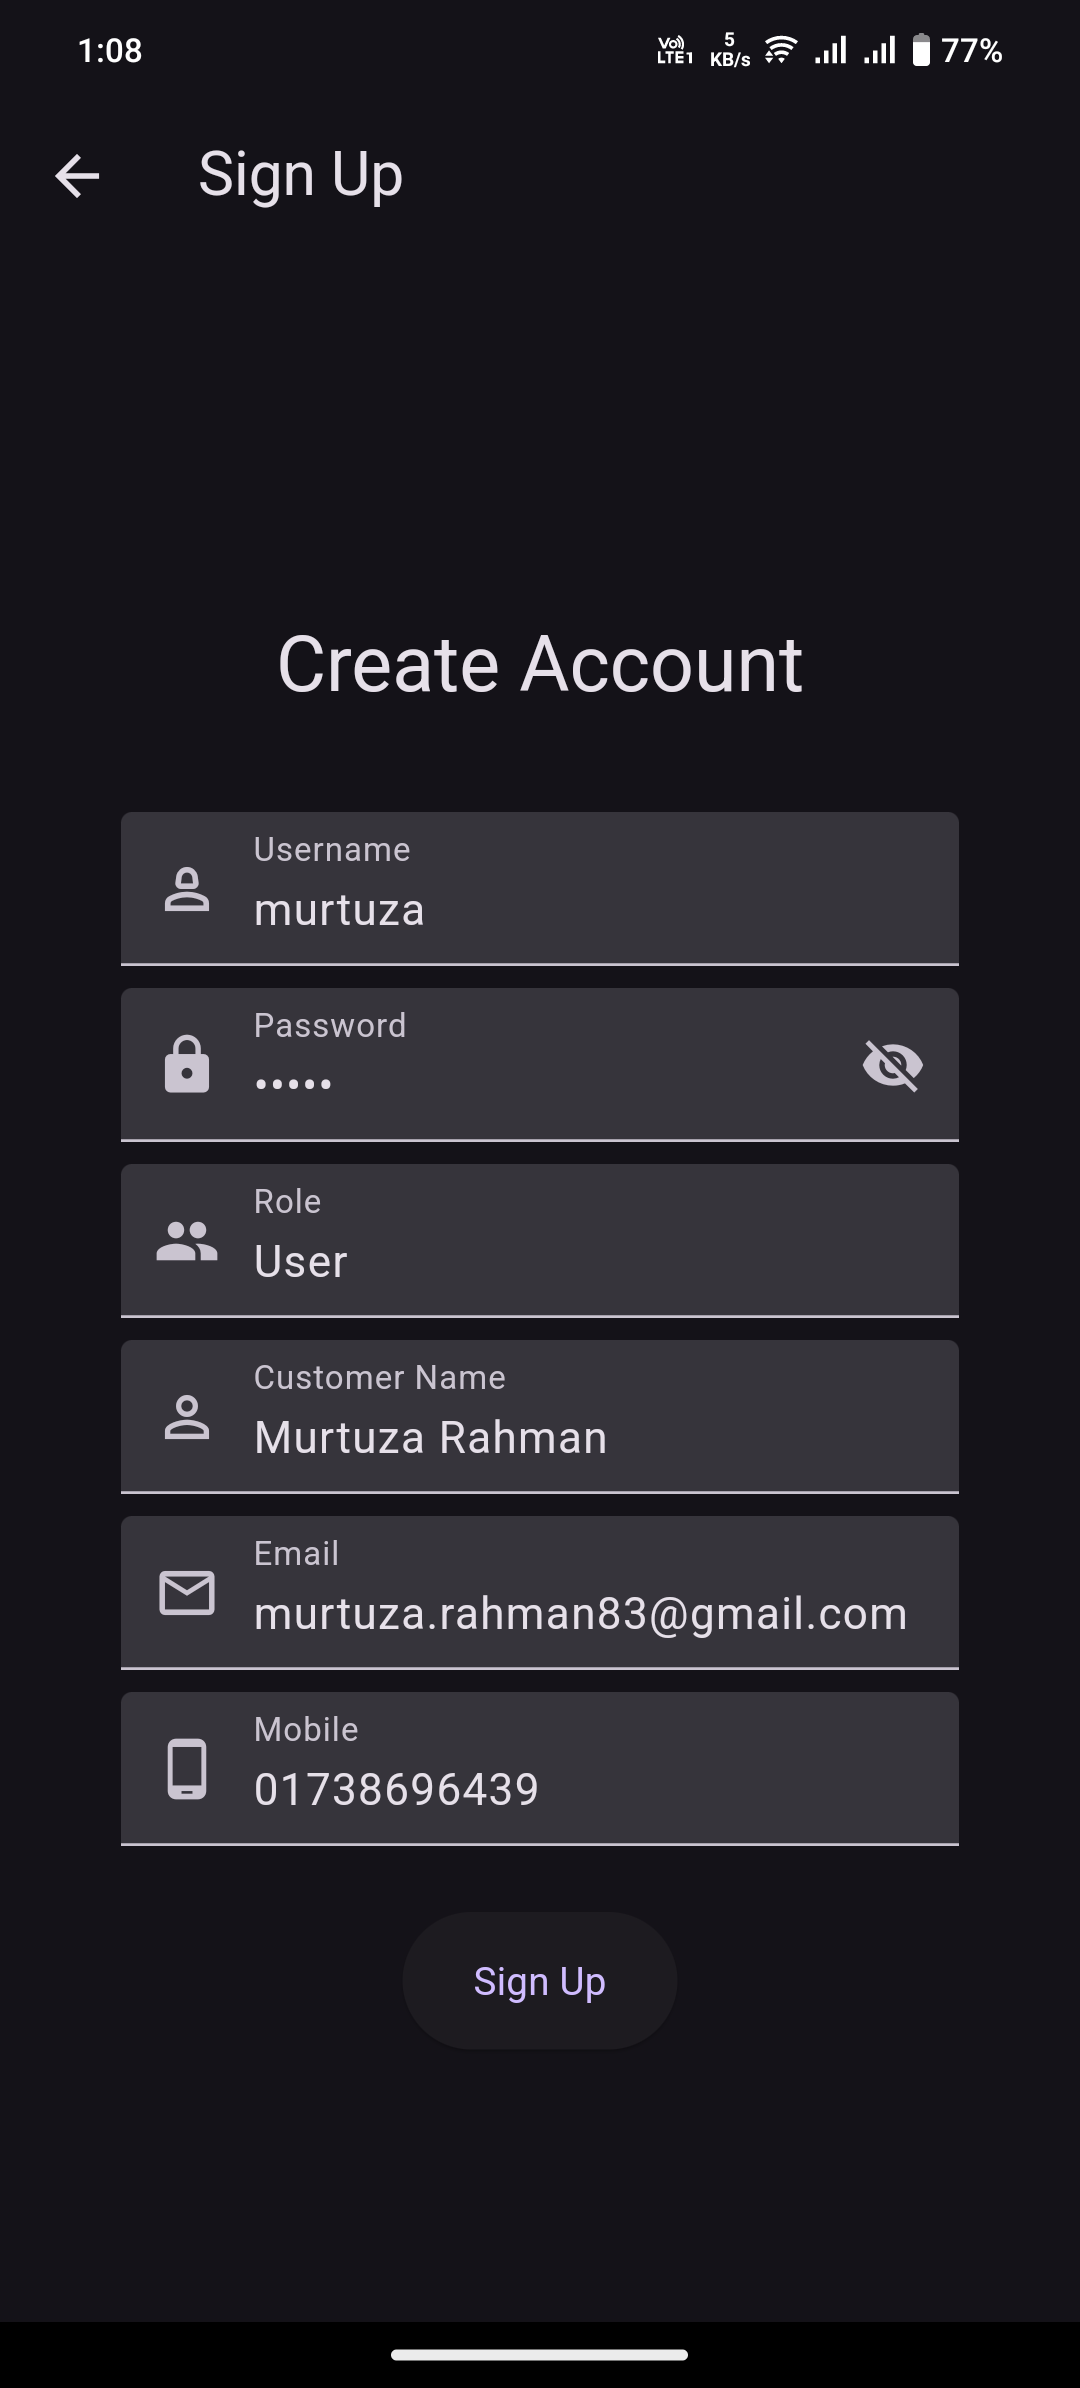 1:08
Vo) LTE1
5 KB/s
77%
Sign Up
Create Account
Username
murtuza
Password
•••••
Role
User
Customer Name
Murtuza Rahman
Email
murtuza.rahman83@gmail.com
Mobile
01738696439
Sign Up